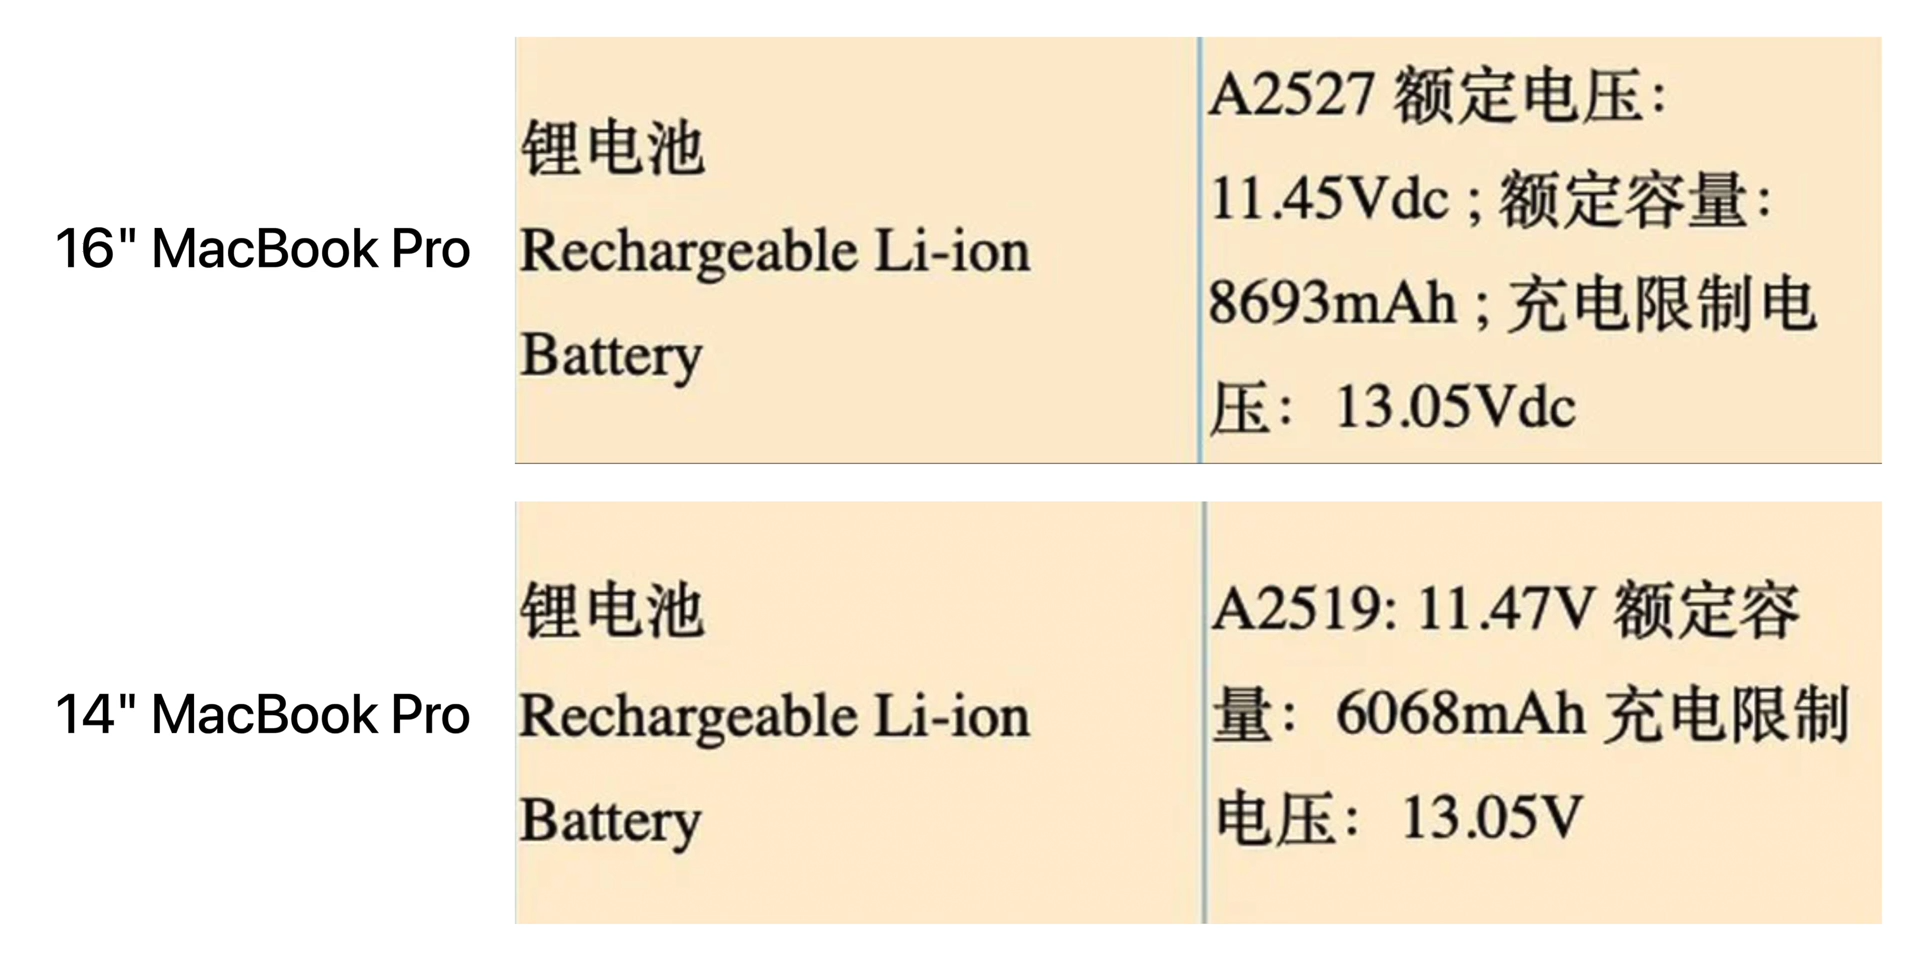 16" MacBook Pro
锂电池
Rechargeable Li-ion
Battery
A2527 额定电压：
11.45Vdc ; 额定容量：
8693mAh ; 充电限制电
压： 13.05Vdc
14" MacBook Pro
锂电池
Rechargeable Li-ion
Battery
A2519: 11.47V 额定容
量： 6068mAh 充电限制
电压： 13.05V